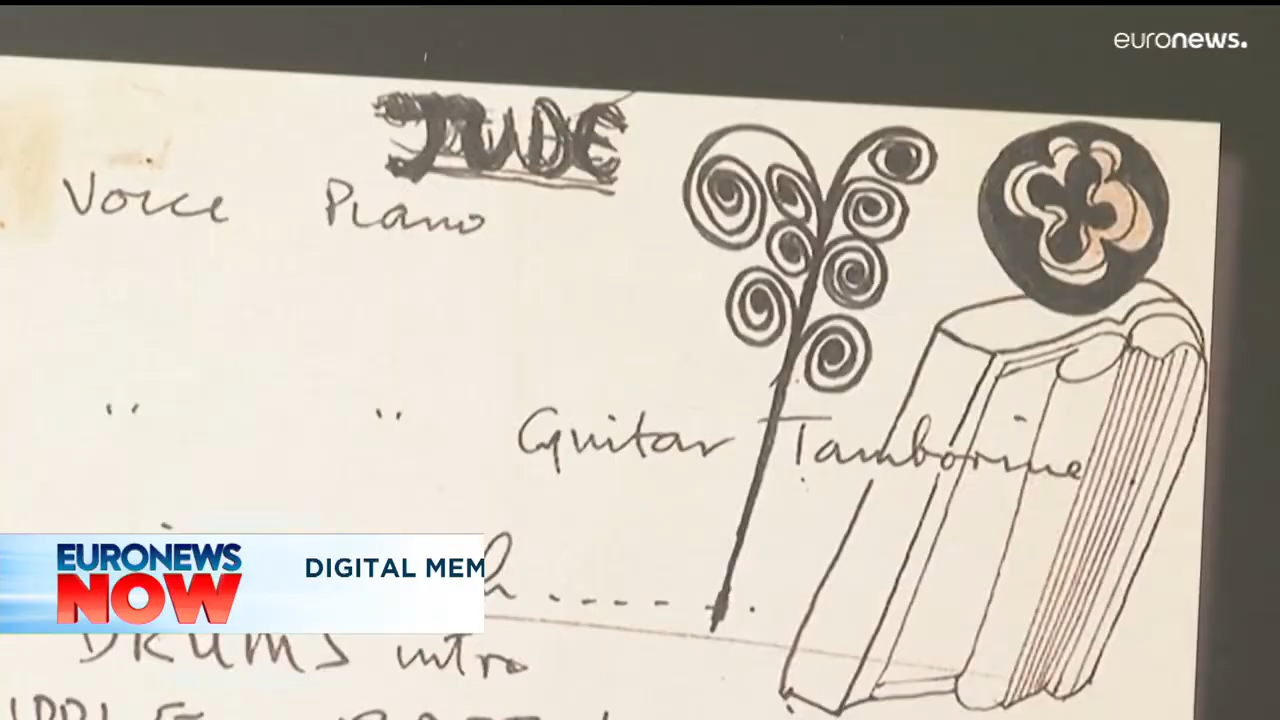 euronews.
JUDE
Voice Piano
" " Guitar Tamborine
EURONEWS
NOW
DIGITAL MEM
DRUMS intro